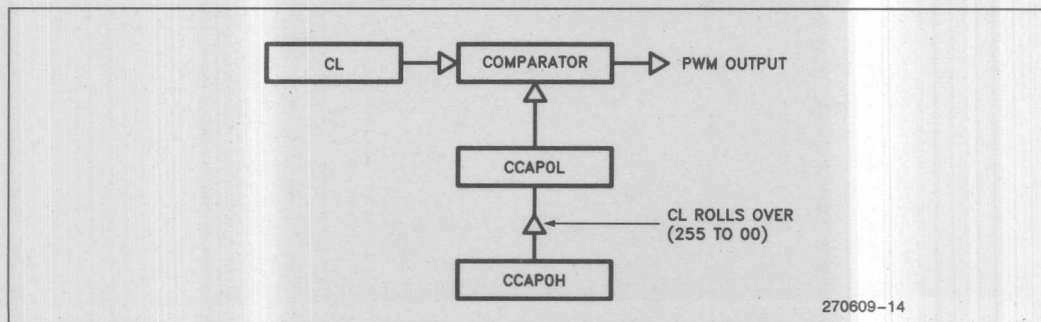 CL
COMPARATOR
PWM OUTPUT
CCAP0L
CL ROLLS OVER
(255 TO 00)
CCAP0H
270609-14